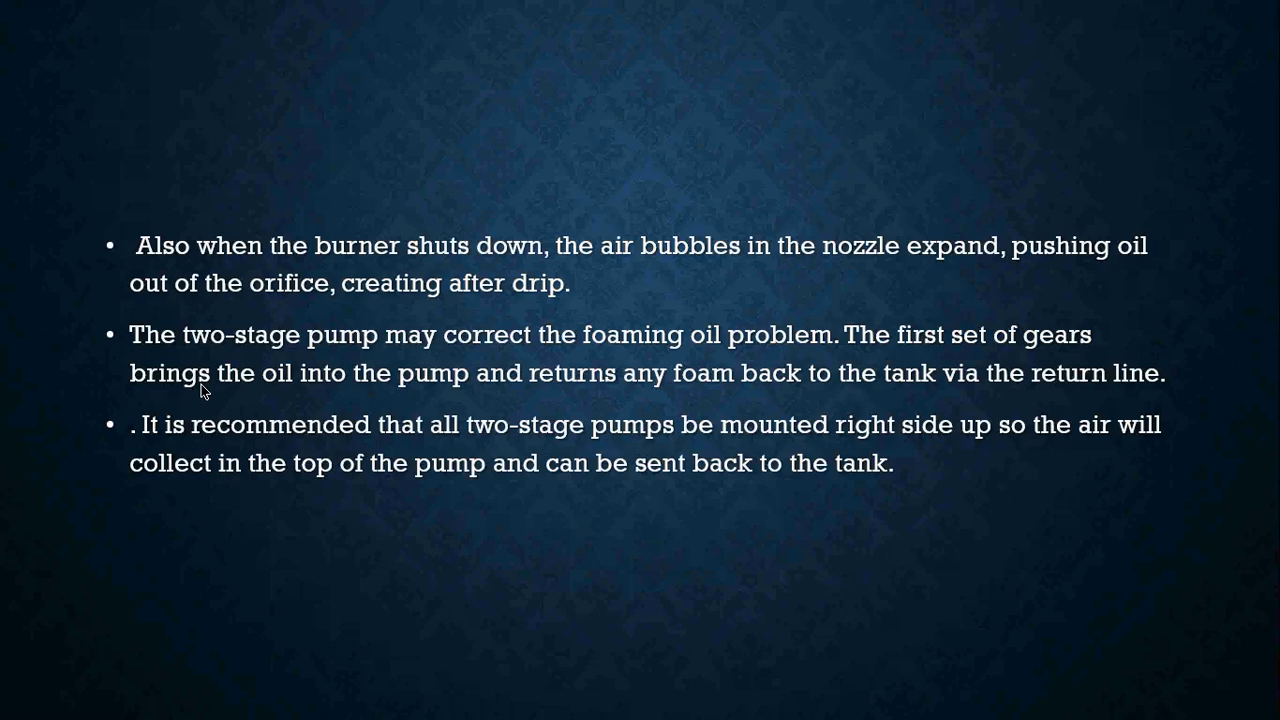 • Also when the burner shuts down, the air bubbles in the nozzle expand, pushing oil
out of the orifice, creating after drip.
• The two-stage pump may correct the foaming oil problem. The first set of gears
brings the oil into the pump and returns any foam back to the tank via the return line.
• . It is recommended that all two-stage pumps be mounted right side up so the air will
collect in the top of the pump and can be sent back to the tank.